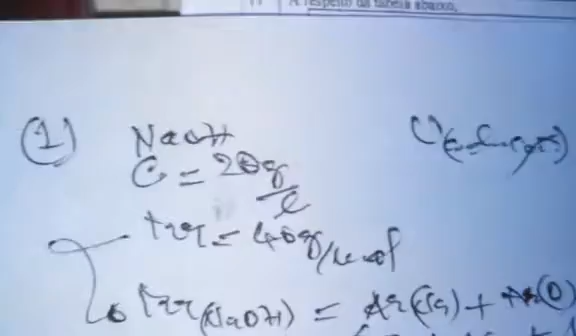 A respeito da tabela abaixo,
(1) NaOH
C = 20g/l
Mr = 40g/mol
Mr(NaOH) = Ar(Na) + Ar(O)